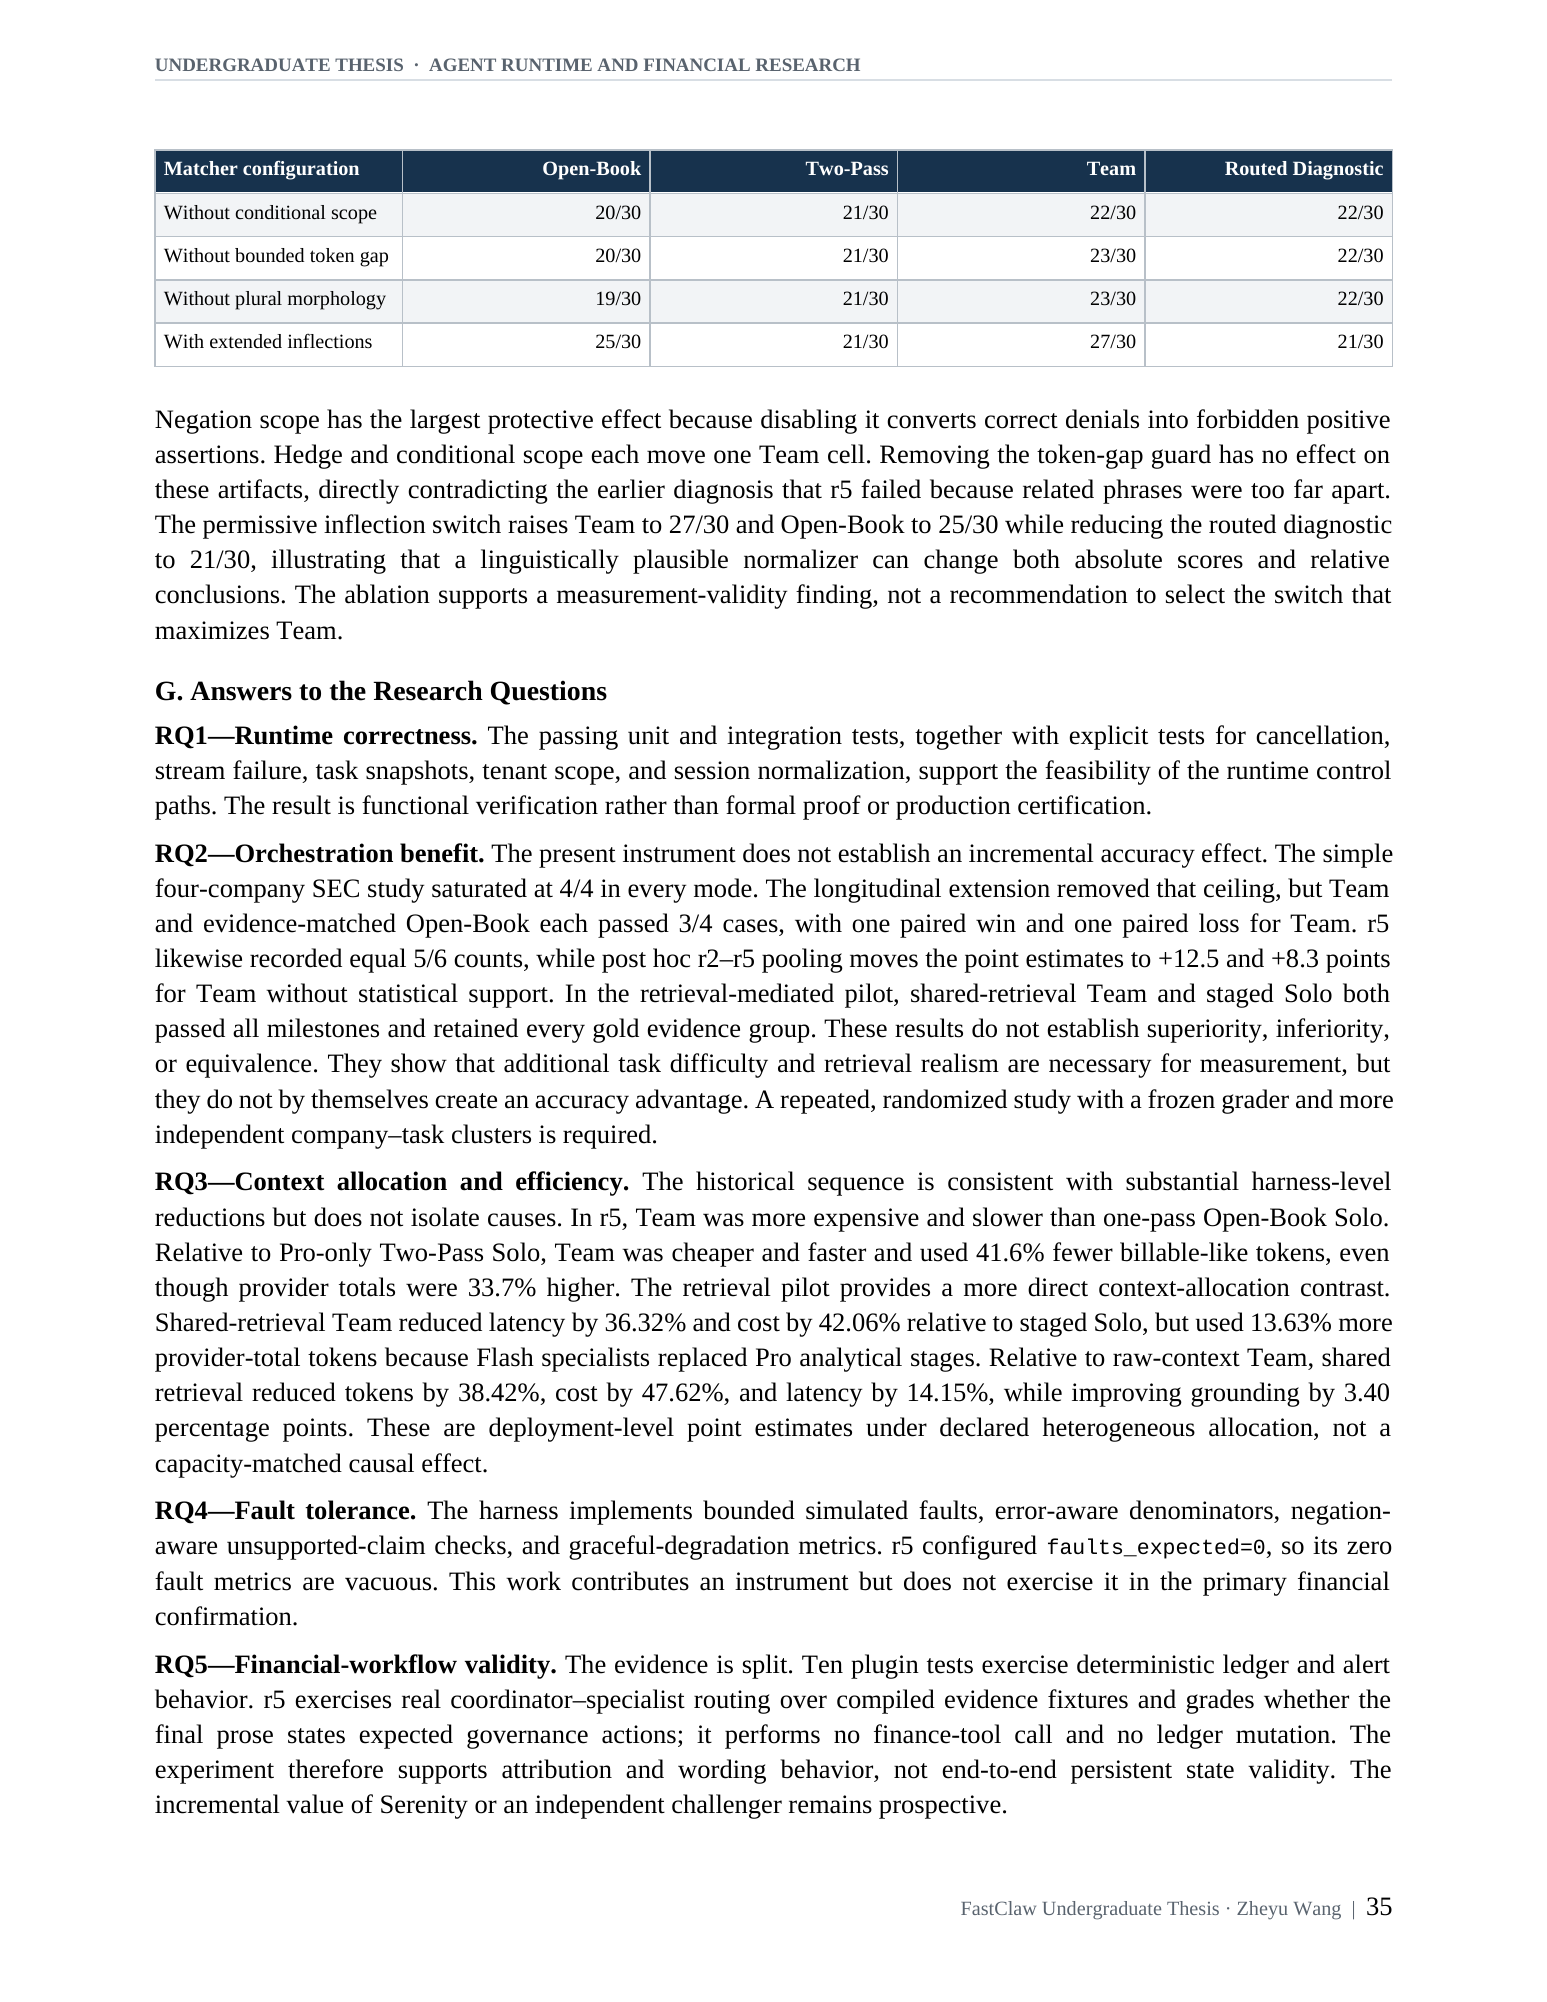 UNDERGRADUATE THESIS · AGENT RUNTIME AND FINANCIAL RESEARCH
Matcher configuration Open-Book Two-Pass Team Routed Diagnostic
Without conditional scope 20/30 21/30 22/30 22/30
Without bounded token gap 20/30 21/30 23/30 22/30
Without plural morphology 19/30 21/30 23/30 22/30
With extended inflections 25/30 21/30 27/30 21/30
Negation scope has the largest protective effect because disabling it converts correct denials into forbidden positive
assertions. Hedge and conditional scope each move one Team cell. Removing the token-gap guard has no effect on
these artifacts, directly contradicting the earlier diagnosis that r5 failed because related phrases were too far apart.
The permissive inflection switch raises Team to 27/30 and Open-Book to 25/30 while reducing the routed diagnostic
to 21/30, illustrating that a linguistically plausible normalizer can change both absolute scores and relative
conclusions. The ablation supports a measurement-validity finding, not a recommendation to select the switch that
maximizes Team.
G. Answers to the Research Questions
RQ1—Runtime correctness. The passing unit and integration tests, together with explicit tests for cancellation,
stream failure, task snapshots, tenant scope, and session normalization, support the feasibility of the runtime control
paths. The result is functional verification rather than formal proof or production certification.
RQ2—Orchestration benefit. The present instrument does not establish an incremental accuracy effect. The simple
four-company SEC study saturated at 4/4 in every mode. The longitudinal extension removed that ceiling, but Team
and evidence-matched Open-Book each passed 3/4 cases, with one paired win and one paired loss for Team. r5
likewise recorded equal 5/6 counts, while post hoc r2–r5 pooling moves the point estimates to +12.5 and +8.3 points
for Team without statistical support. In the retrieval-mediated pilot, shared-retrieval Team and staged Solo both
passed all milestones and retained every gold evidence group. These results do not establish superiority, inferiority,
or equivalence. They show that additional task difficulty and retrieval realism are necessary for measurement, but
they do not by themselves create an accuracy advantage. A repeated, randomized study with a frozen grader and more
independent company–task clusters is required.
RQ3—Context allocation and efficiency. The historical sequence is consistent with substantial harness-level
reductions but does not isolate causes. In r5, Team was more expensive and slower than one-pass Open-Book Solo.
Relative to Pro-only Two-Pass Solo, Team was cheaper and faster and used 41.6% fewer billable-like tokens, even
though provider totals were 33.7% higher. The retrieval pilot provides a more direct context-allocation contrast.
Shared-retrieval Team reduced latency by 36.32% and cost by 42.06% relative to staged Solo, but used 13.63% more
provider-total tokens because Flash specialists replaced Pro analytical stages. Relative to raw-context Team, shared
retrieval reduced tokens by 38.42%, cost by 47.62%, and latency by 14.15%, while improving grounding by 3.40
percentage points. These are deployment-level point estimates under declared heterogeneous allocation, not a
capacity-matched causal effect.
RQ4—Fault tolerance. The harness implements bounded simulated faults, error-aware denominators, negation-
aware unsupported-claim checks, and graceful-degradation metrics. r5 configured faults_expected=0, so its zero
fault metrics are vacuous. This work contributes an instrument but does not exercise it in the primary financial
confirmation.
RQ5—Financial-workflow validity. The evidence is split. Ten plugin tests exercise deterministic ledger and alert
behavior. r5 exercises real coordinator–specialist routing over compiled evidence fixtures and grades whether the
final prose states expected governance actions; it performs no finance-tool call and no ledger mutation. The
experiment therefore supports attribution and wording behavior, not end-to-end persistent state validity. The
incremental value of Serenity or an independent challenger remains prospective.
FastClaw Undergraduate Thesis · Zheyu Wang | 35